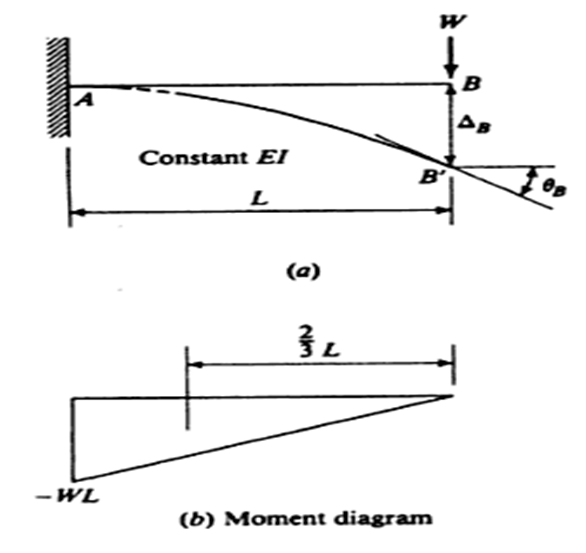 W
A
B
Δ_B
Constant EI
B'
θ_B
L
(a)
2/3 L
-WL
(b) Moment diagram